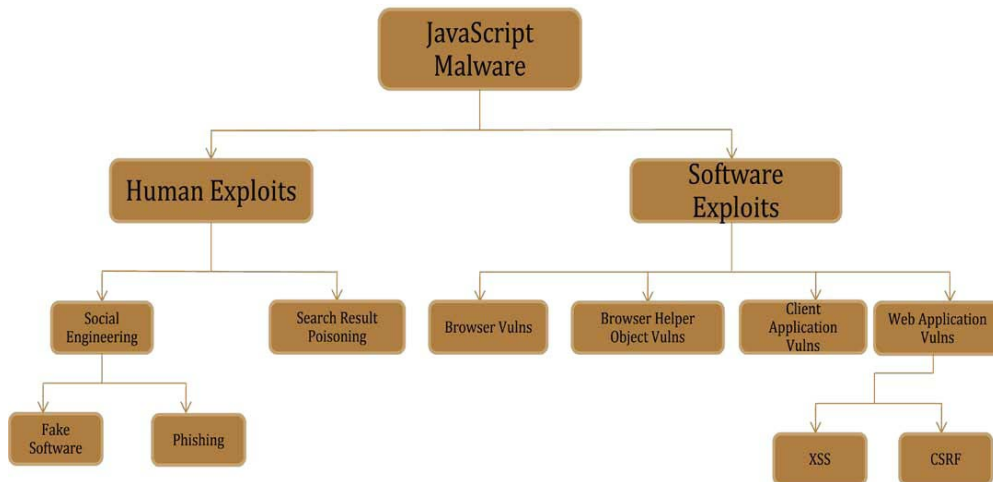 JavaScript
Malware
Human Exploits
Software
Exploits
Social
Engineering
Search Result
Poisoning
Browser Vulns
Browser Helper
Object Vulns
Client
Application
Vulns
Web Application
Vulns
Fake
Software
Phishing
XSS
CSRF